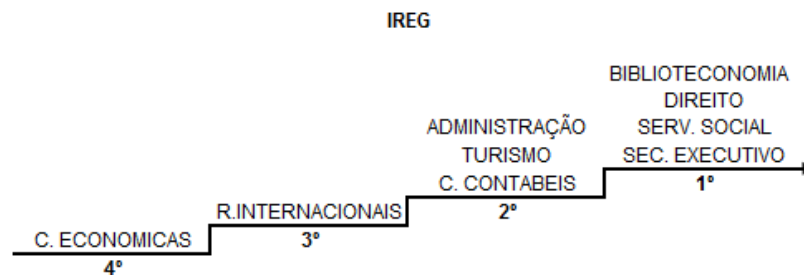 IREG
BIBLIOTECONOMIA
DIREITO
SERV. SOCIAL
SEC. EXECUTIVO
1º
ADMINISTRAÇÃO
TURISMO
C. CONTABEIS
2º
R.INTERNACIONAIS
3º
C. ECONOMICAS
4º